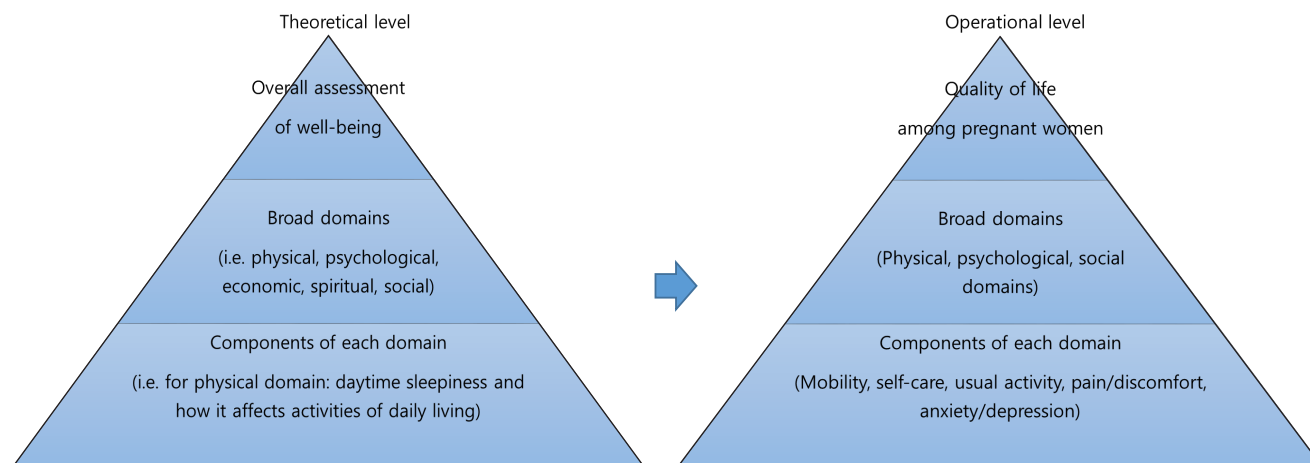 Theoretical level
Overall assessment
of well-being
Broad domains
(i.e. physical, psychological,
economic, spiritual, social)
Components of each domain
(i.e. for physical domain: daytime sleepiness and
how it affects activities of daily living)
Operational level
Quality of life
among pregnant women
Broad domains
(Physical, psychological, social
domains)
Components of each domain
(Mobility, self-care, usual activity, pain/discomfort,
anxiety/depression)